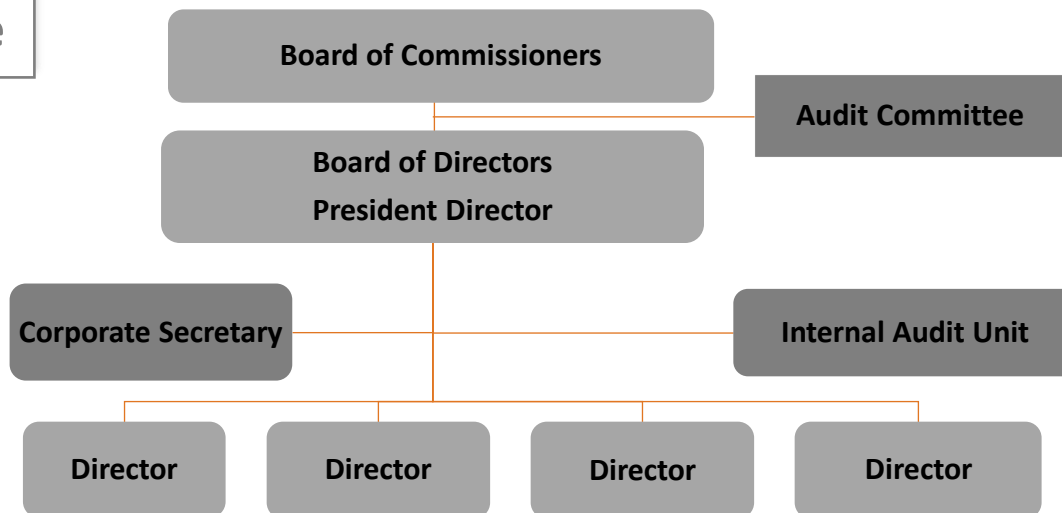 e
Board of Commissioners
Audit Committee
Board of Directors
President Director
Corporate Secretary
Internal Audit Unit
Director
Director
Director
Director